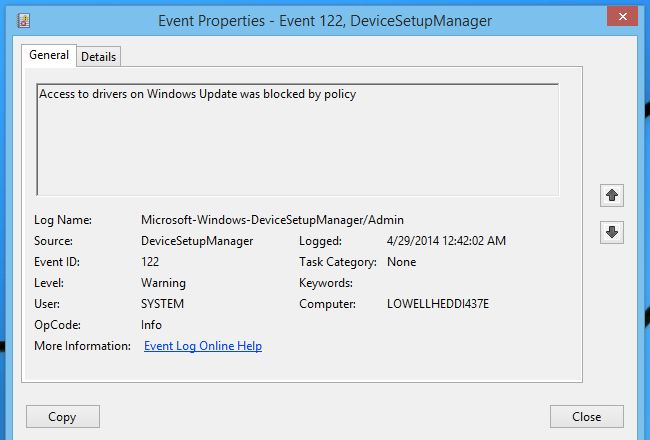 Event Properties - Event 122, DeviceSetupManager
General Details
Access to drivers on Windows Update was blocked by policy
Log Name: Microsoft-Windows-DeviceSetupManager/Admin
Source: DeviceSetupManager Logged: 4/29/2014 12:42:02 AM
Event ID: 122 Task Category: None
Level: Warning Keywords:
User: SYSTEM Computer: LOWELLHEDDI437E
OpCode: Info
More Information: Event Log Online Help
Copy Close